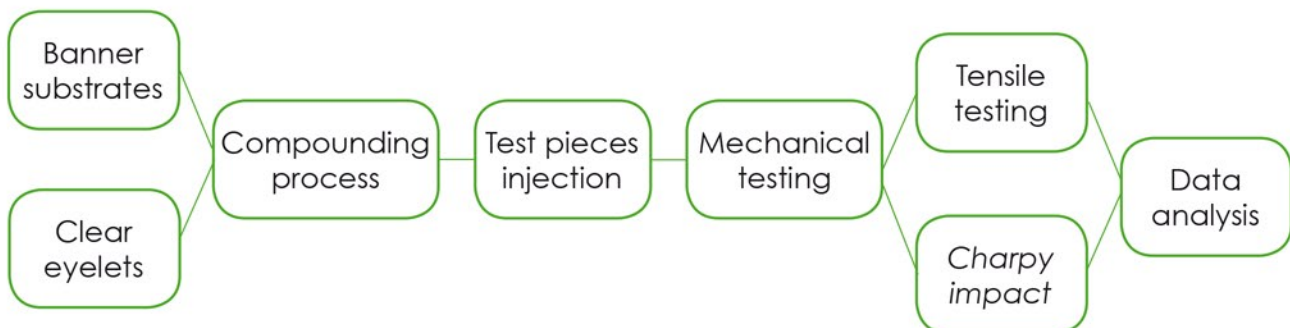 Banner
substrates
Clear
eyelets
Compounding
process
Test pieces
injection
Mechanical
testing
Tensile
testing
Charpy
impact
Data
analysis